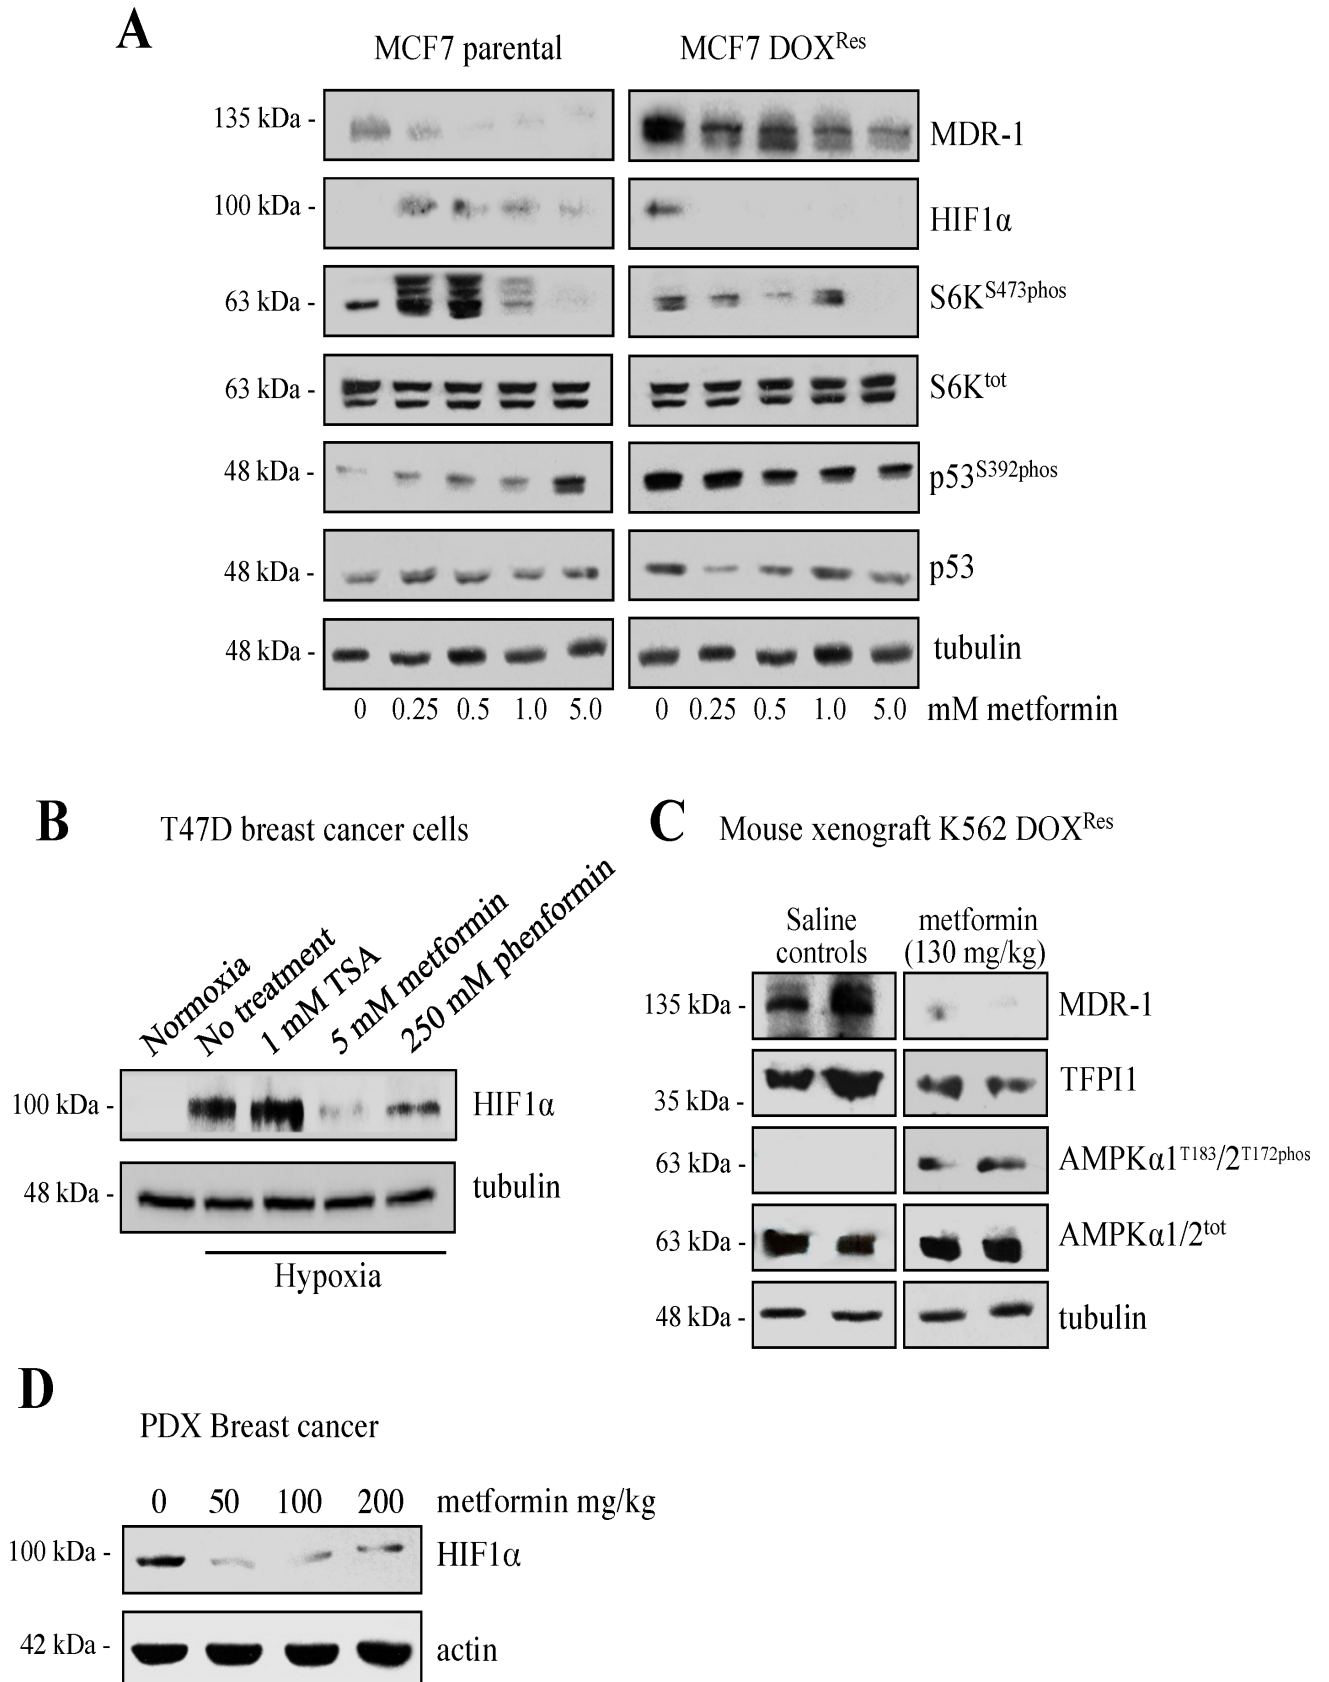 A
MCF7 parental MCF7 DOXRes
135 kDa - MDR-1
100 kDa - HIF1α
63 kDa - S6KS473phos
63 kDa - S6Ktot
48 kDa - p53S392phos
48 kDa - p53
48 kDa - tubulin
0 0.25 0.5 1.0 5.0 0 0.25 0.5 1.0 5.0 mM metformin
B T47D breast cancer cells
Normoxia
No treatment
1 mM TSA
5 mM metformin
250 mM phenformin
100 kDa - HIF1α
48 kDa - tubulin
Hypoxia
C Mouse xenograft K562 DOXRes
Saline controls
metformin (130 mg/kg)
135 kDa - MDR-1
35 kDa - TFPI1
63 kDa - AMPKα1T183/2T172phos
63 kDa - AMPKα1/2tot
48 kDa - tubulin
D
PDX Breast cancer
0 50 100 200 metformin mg/kg
100 kDa - HIF1α
42 kDa - actin